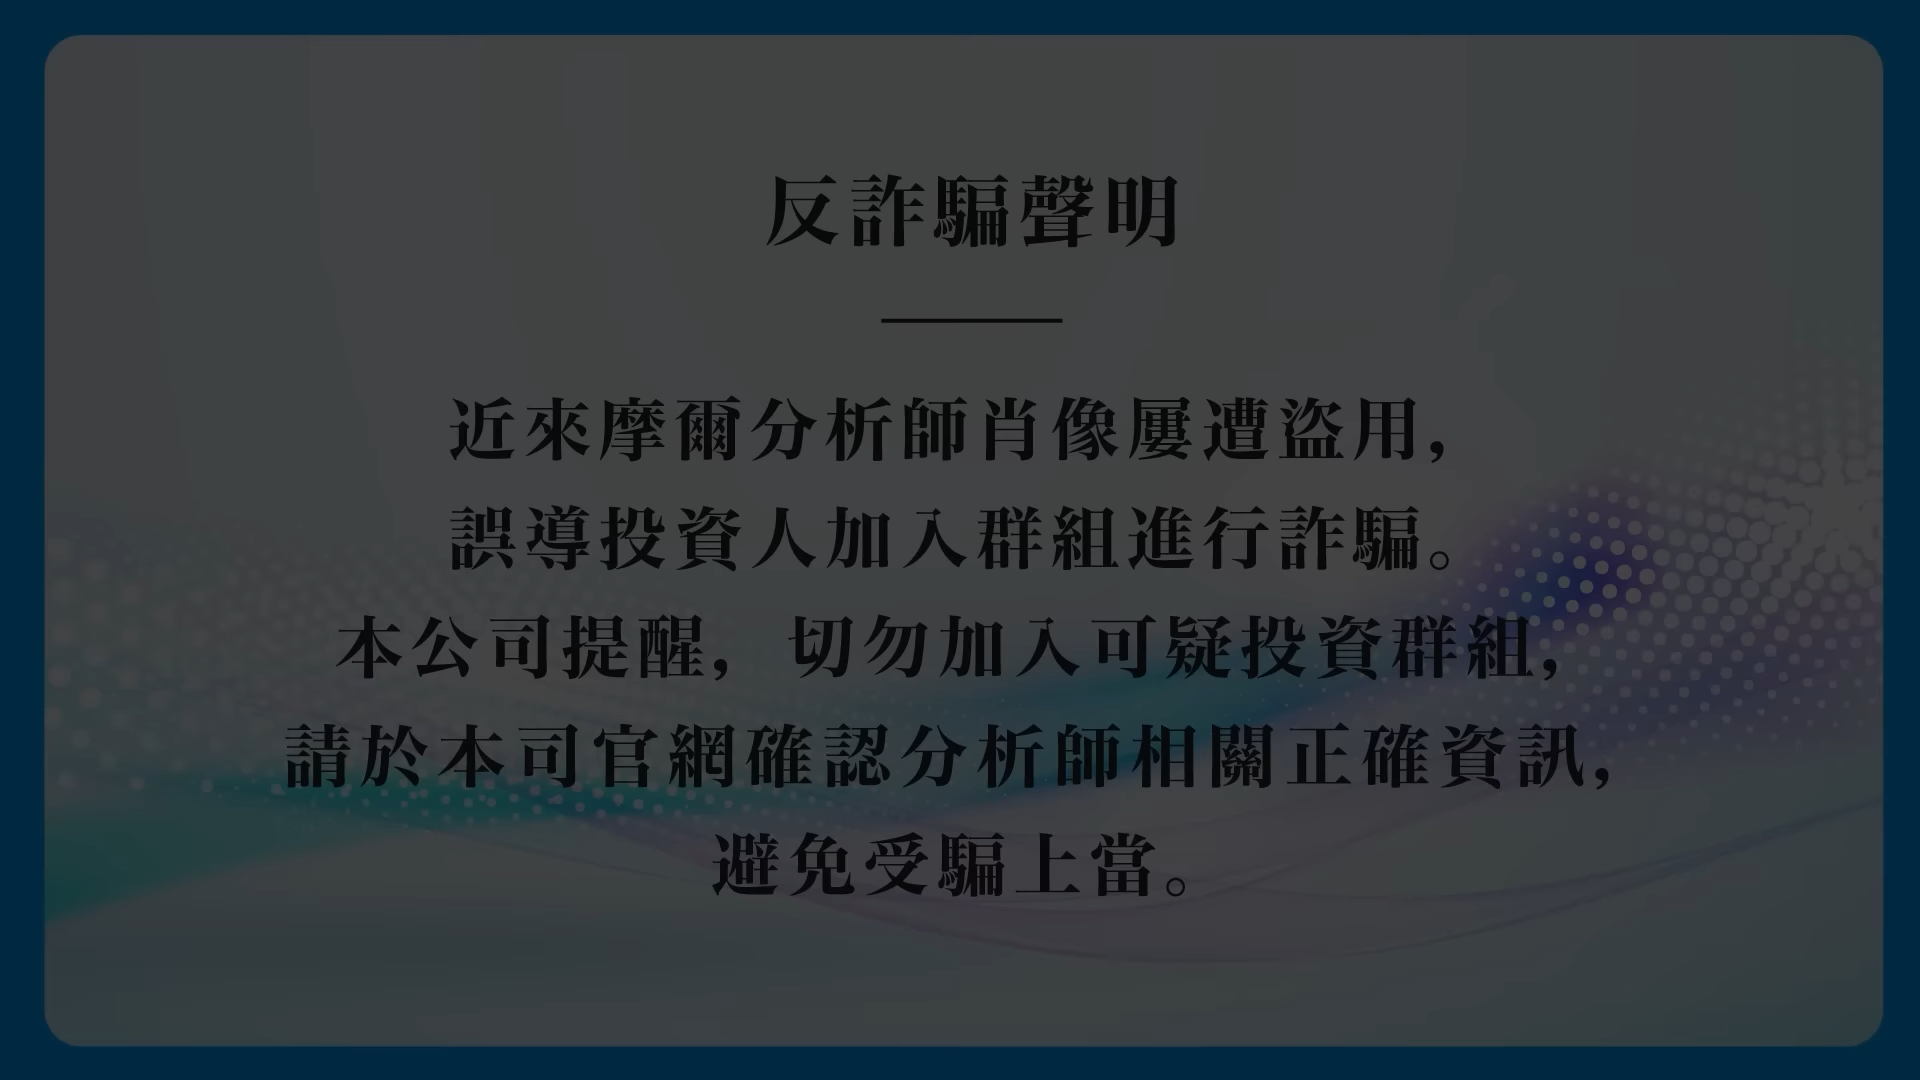 反詐騙聲明
近來摩爾分析師肖像屢遭盜用，
誤導投資人加入群組進行詐騙。
本公司提醒，切勿加入可疑投資群組，
請於本司官網確認分析師相關正確資訊，
避免受騙上當。